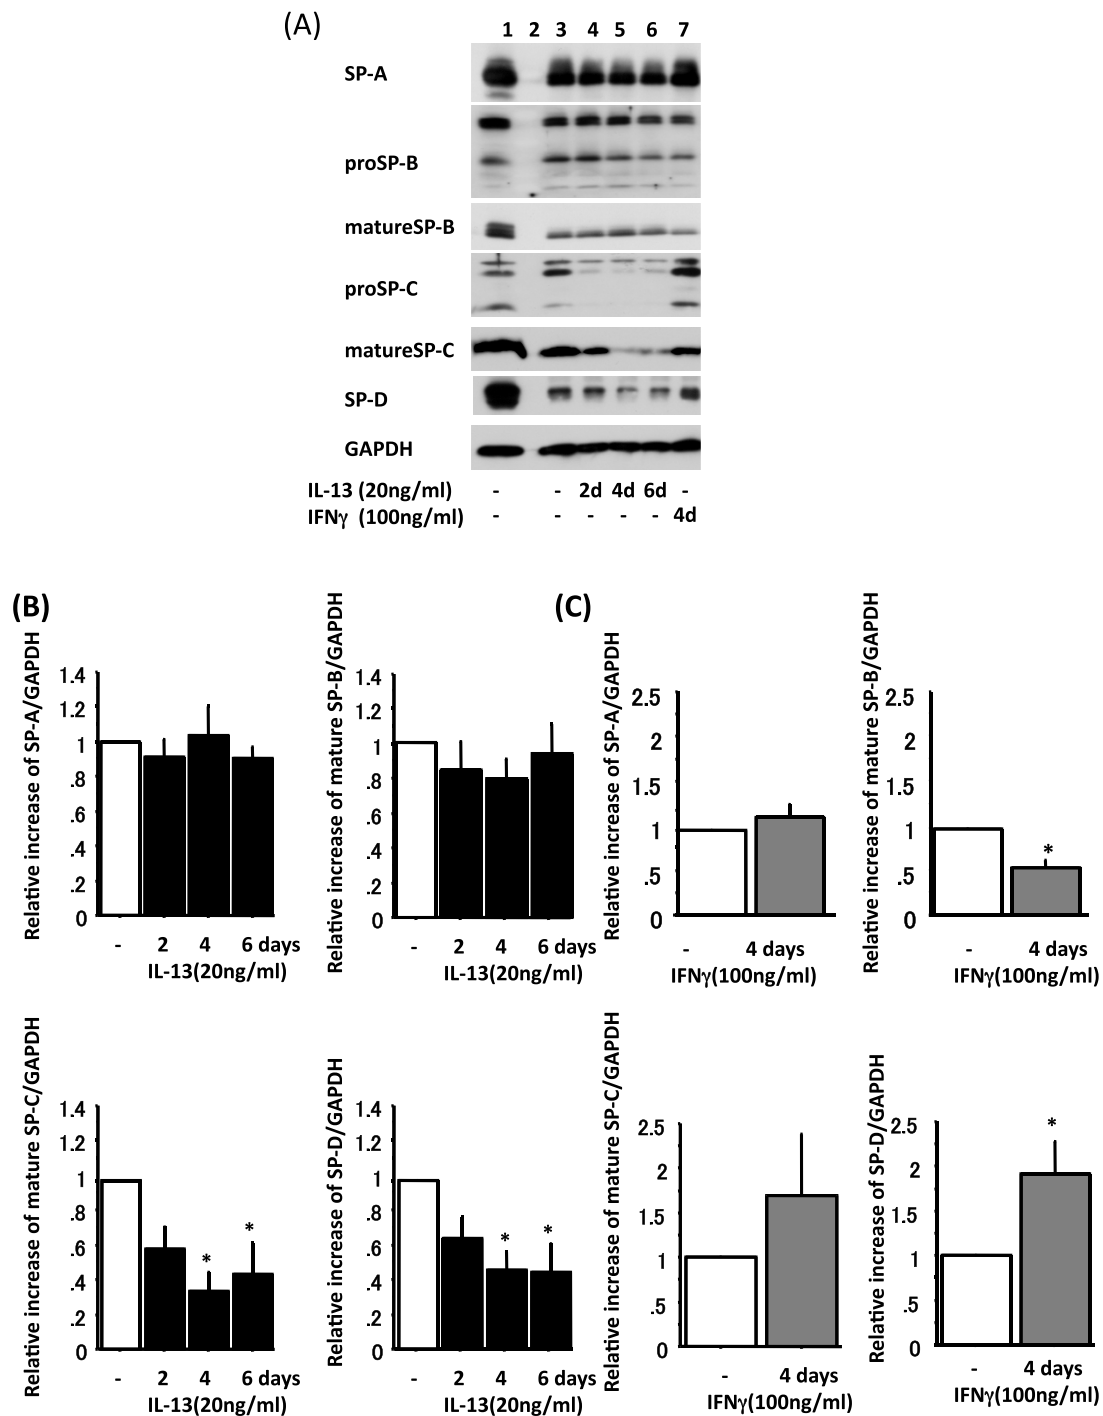 (A)
1 2 3 4 5 6 7
SP-A
proSP-B
matureSP-B
proSP-C
matureSP-C
SP-D
GAPDH
IL-13 (20ng/ml) - - 2d 4d 6d -
IFNγ (100ng/ml) - - - - - 4d
(B)
Relative increase of SP-A/GAPDH
1.4
1.2
1
.8
.6
.4
.2
0
- 2 4 6 days
IL-13(20ng/ml)
Relative increase of mature SP-B/GAPDH
1.4
1.2
1
.8
.6
.4
.2
0
- 2 4 6 days
IL-13(20ng/ml)
(C)
Relative increase of SP-A/GAPDH
2.5
2
1.5
1
.5
0
- 4 days
IFNγ(100ng/ml)
Relative increase of mature SP-B/GAPDH
2.5
2
1.5
1
.5
0
*
- 4 days
IFNγ(100ng/ml)
Relative increase of mature SP-C/GAPDH
1.4
1.2
1
.8
.6
.4
.2
0
* *
- 2 4 6 days
IL-13(20ng/ml)
Relative increase of SP-D/GAPDH
1.4
1.2
1
.8
.6
.4
.2
0
* *
- 2 4 6 days
IL-13(20ng/ml)
Relative increase of mature SP-C/GAPDH
2.5
2
1.5
1
.5
0
- 4 days
IFNγ(100ng/ml)
Relative increase of SP-D/GAPDH
2.5
2
1.5
1
.5
0
*
- 4 days
IFNγ(100ng/ml)